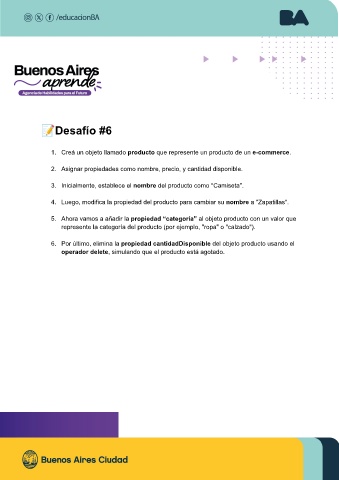 /educacionBA
BA
Buenos Aires
aprende
Agencia de Habilidades para el Futuro
Desafío #6
1. Creá un objeto llamado producto que represente un producto de un e-commerce.
2. Asignar propiedades como nombre, precio, y cantidad disponible.
3. Inicialmente, establece el nombre del producto como "Camiseta".
4. Luego, modifica la propiedad del producto para cambiar su nombre a "Zapatillas".
5. Ahora vamos a añadir la propiedad “categoría” al objeto producto con un valor que
represente la categoría del producto (por ejemplo, "ropa" o "calzado").
6. Por último, elimina la propiedad cantidadDisponible del objeto producto usando el
operador delete, simulando que el producto está agotado.
Buenos Aires Ciudad